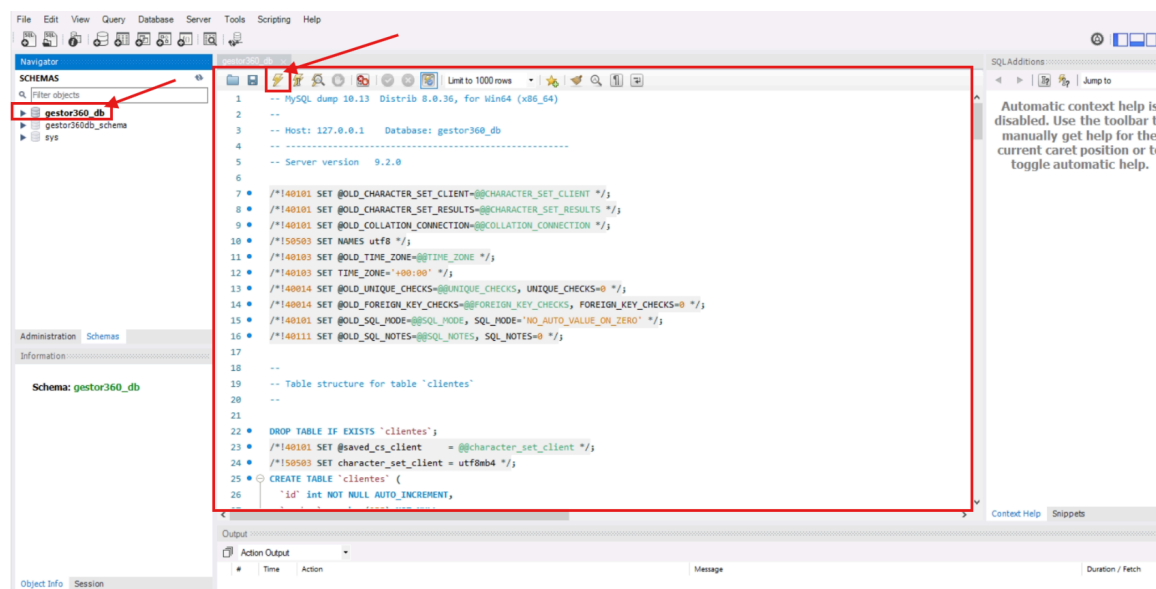 File Edit View Query Database Server Tools Scripting Help
Navigator
SCHEMAS
Filter objects
gestor360_db
gestor360db_schema
sys
Administration Schemas
Information
Schema: gestor360_db
Object Info Session
gestor360_db
Limit to 1000 rows
1 -- MySQL dump 10.13 Distrib 8.0.36, for Win64 (x86_64)
2 --
3 -- Host: 127.0.0.1 Database: gestor360_db
4 -- ------------------------------------------------------
5 -- Server version 9.2.0
6
7 /*!40101 SET @OLD_CHARACTER_SET_CLIENT=@@CHARACTER_SET_CLIENT */;
8 /*!40101 SET @OLD_CHARACTER_SET_RESULTS=@@CHARACTER_SET_RESULTS */;
9 /*!40101 SET @OLD_COLLATION_CONNECTION=@@COLLATION_CONNECTION */;
10 /*!50503 SET NAMES utf8 */;
11 /*!40103 SET @OLD_TIME_ZONE=@@TIME_ZONE */;
12 /*!40103 SET TIME_ZONE='+00:00' */;
13 /*!40014 SET @OLD_UNIQUE_CHECKS=@@UNIQUE_CHECKS, UNIQUE_CHECKS=0 */;
14 /*!40014 SET @OLD_FOREIGN_KEY_CHECKS=@@FOREIGN_KEY_CHECKS, FOREIGN_KEY_CHECKS=0 */;
15 /*!40101 SET @OLD_SQL_MODE=@@SQL_MODE, SQL_MODE='NO_AUTO_VALUE_ON_ZERO' */;
16 /*!40111 SET @OLD_SQL_NOTES=@@SQL_NOTES, SQL_NOTES=0 */;
17
18 --
19 -- Table structure for table `clientes`
20 --
21
22 DROP TABLE IF EXISTS `clientes`;
23 /*!40101 SET @saved_cs_client = @@character_set_client */;
24 /*!50503 SET character_set_client = utf8mb4 */;
25 CREATE TABLE `clientes` (
26 `id` int NOT NULL AUTO_INCREMENT,
Output
Action Output
# Time Action Message Duration / Fetch
SQLAdditions
Jump to
Automatic context help is
disabled. Use the toolbar t
manually get help for the
current caret position or t
toggle automatic help.
Context Help Snippets